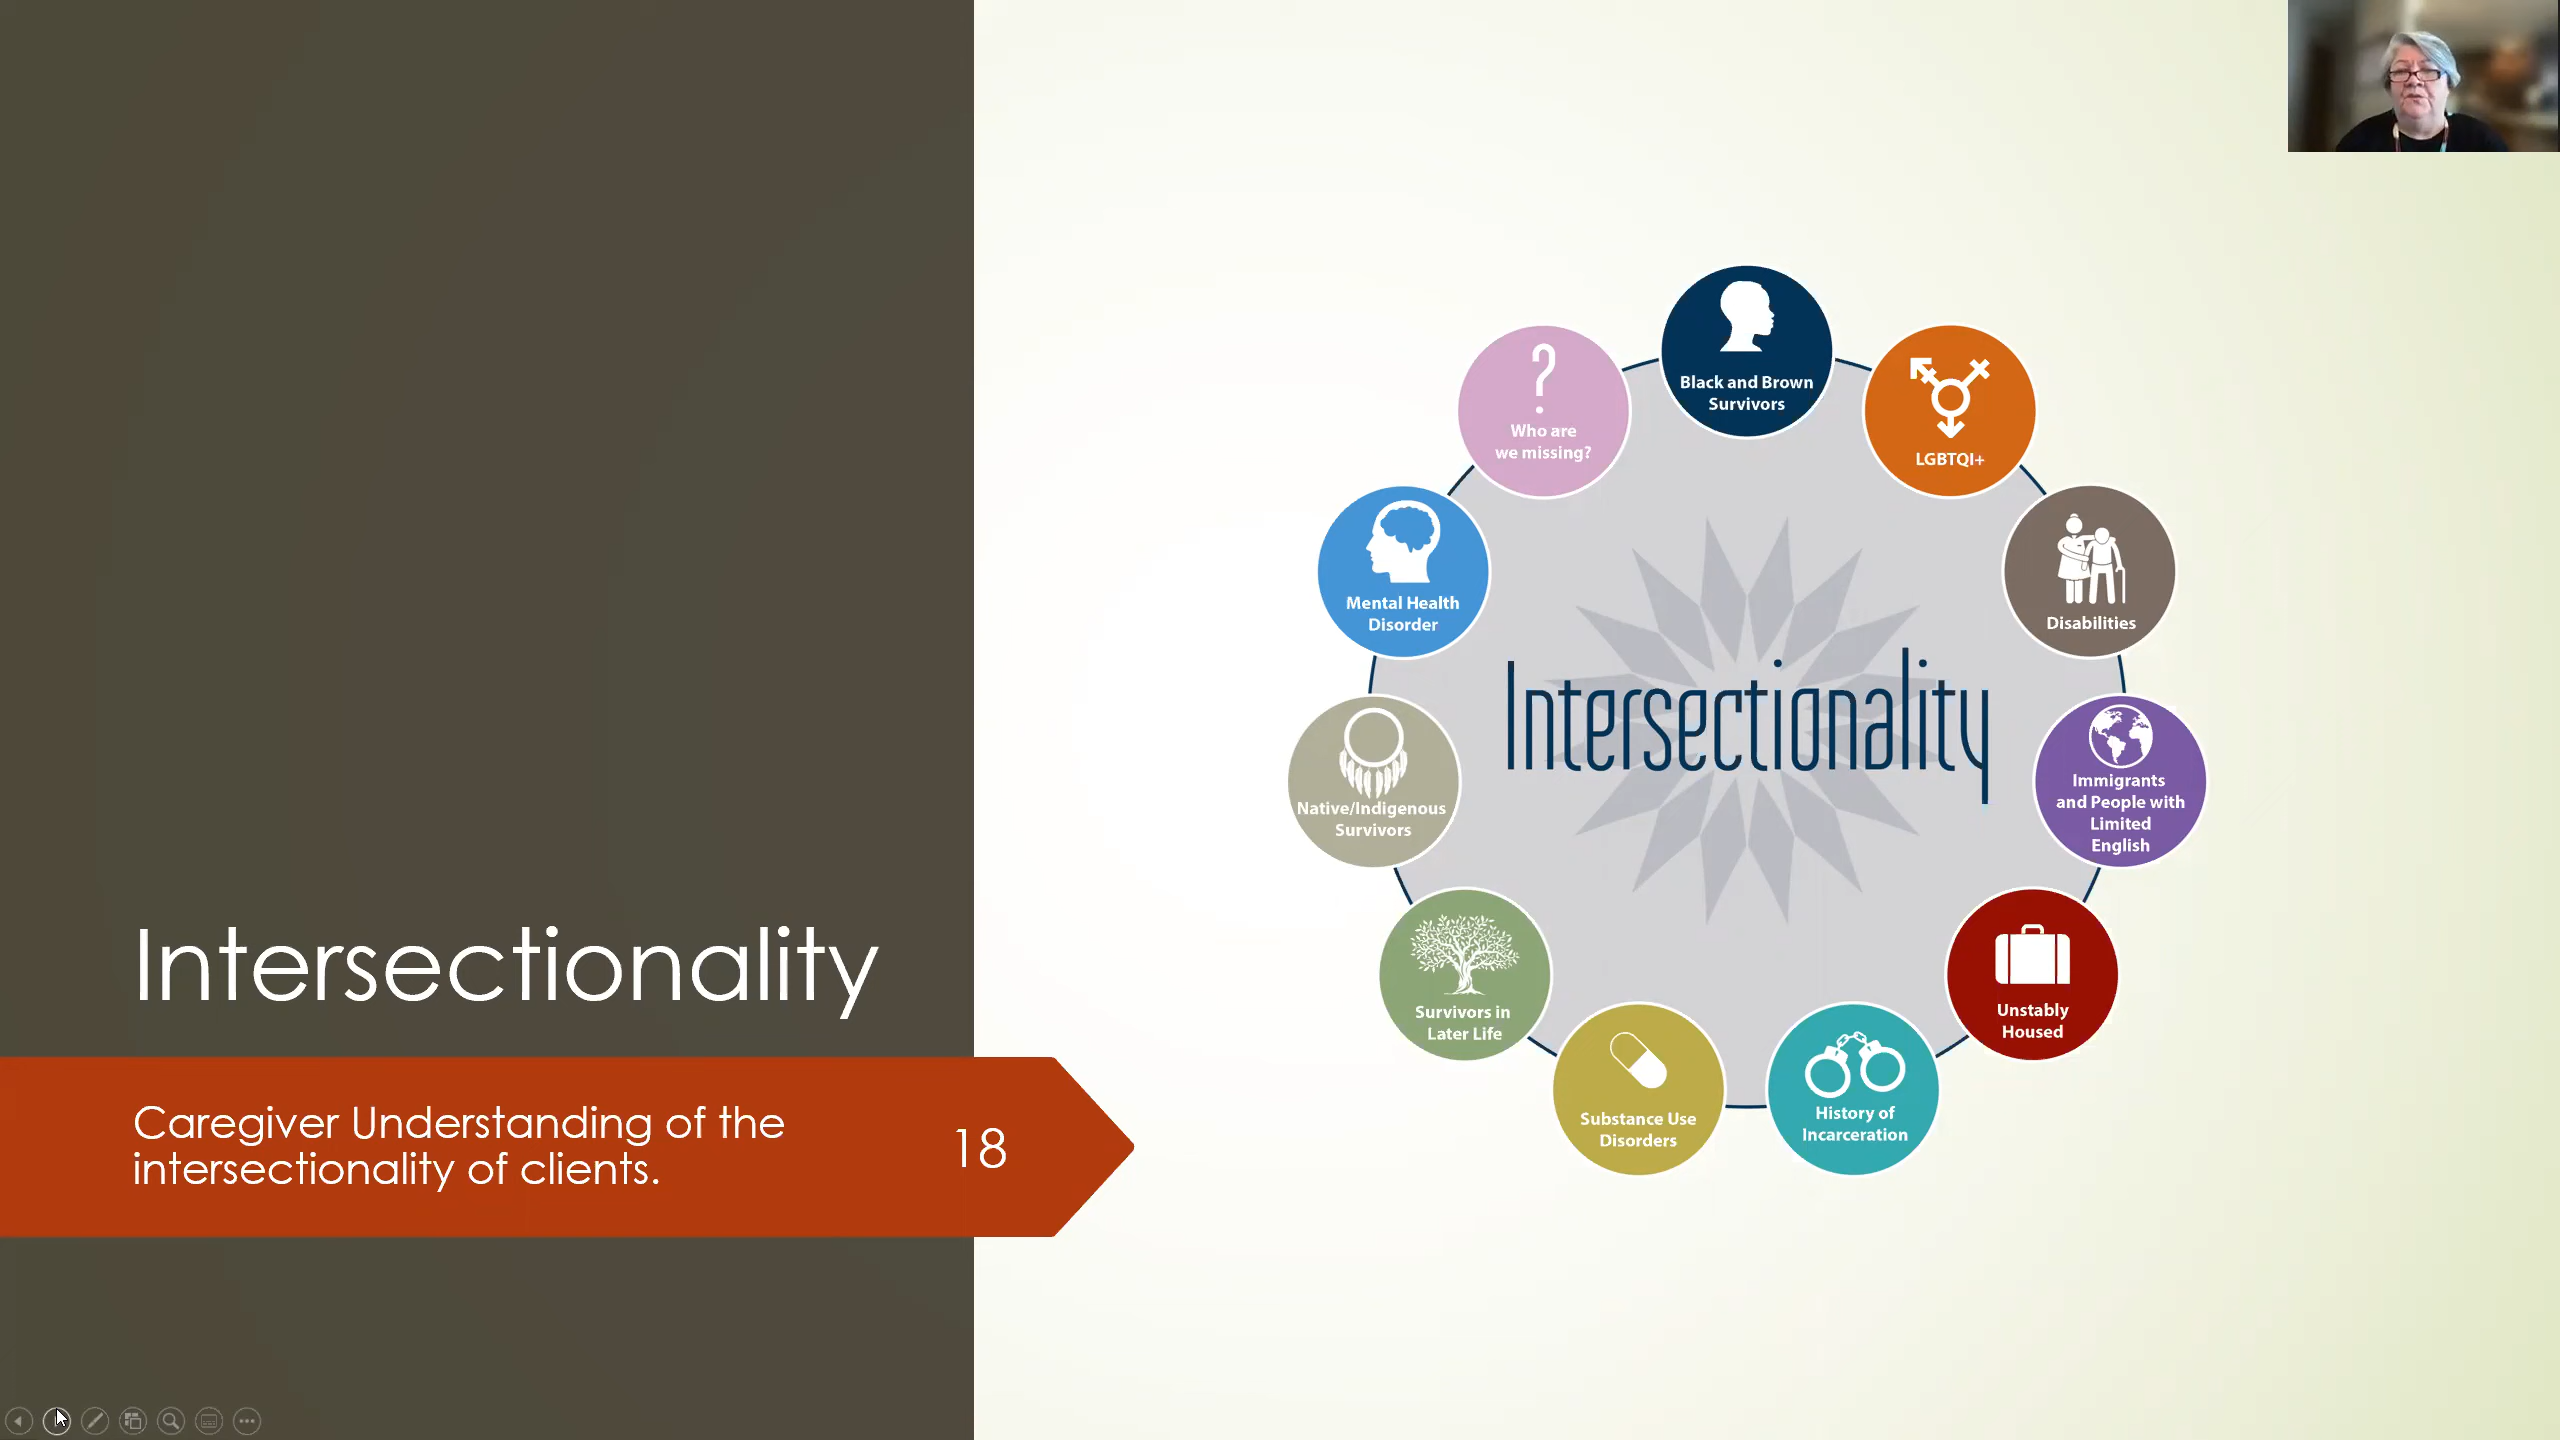 Intersectionality
Caregiver Understanding of the
intersectionality of clients.
18
Intersectionality
Black and Brown
Survivors
LGBTQI+
Disabilities
Immigrants
and People with
Limited
English
Unstably
Housed
History of
Incarceration
Substance Use
Disorders
Survivors in
Later Life
Native/Indigenous
Survivors
Mental Health
Disorder
?
Who are
we missing?